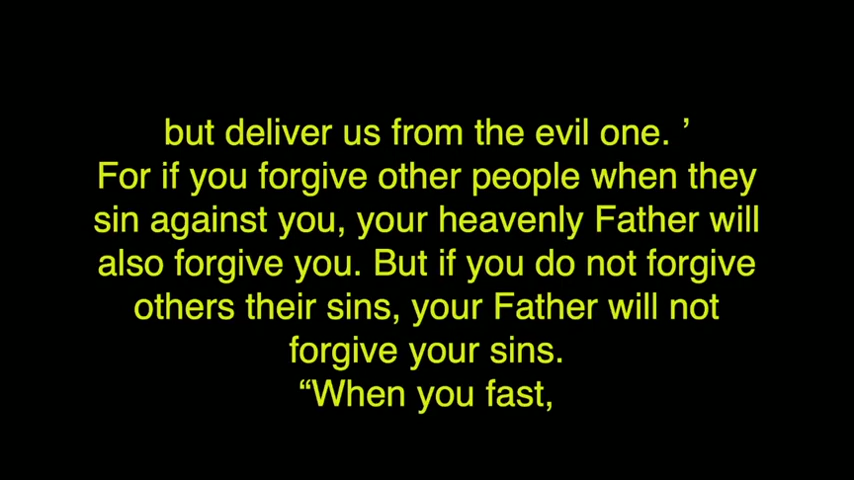 but deliver us from the evil one. ’
For if you forgive other people when they
sin against you, your heavenly Father will
also forgive you. But if you do not forgive
others their sins, your Father will not
forgive your sins.
“When you fast,